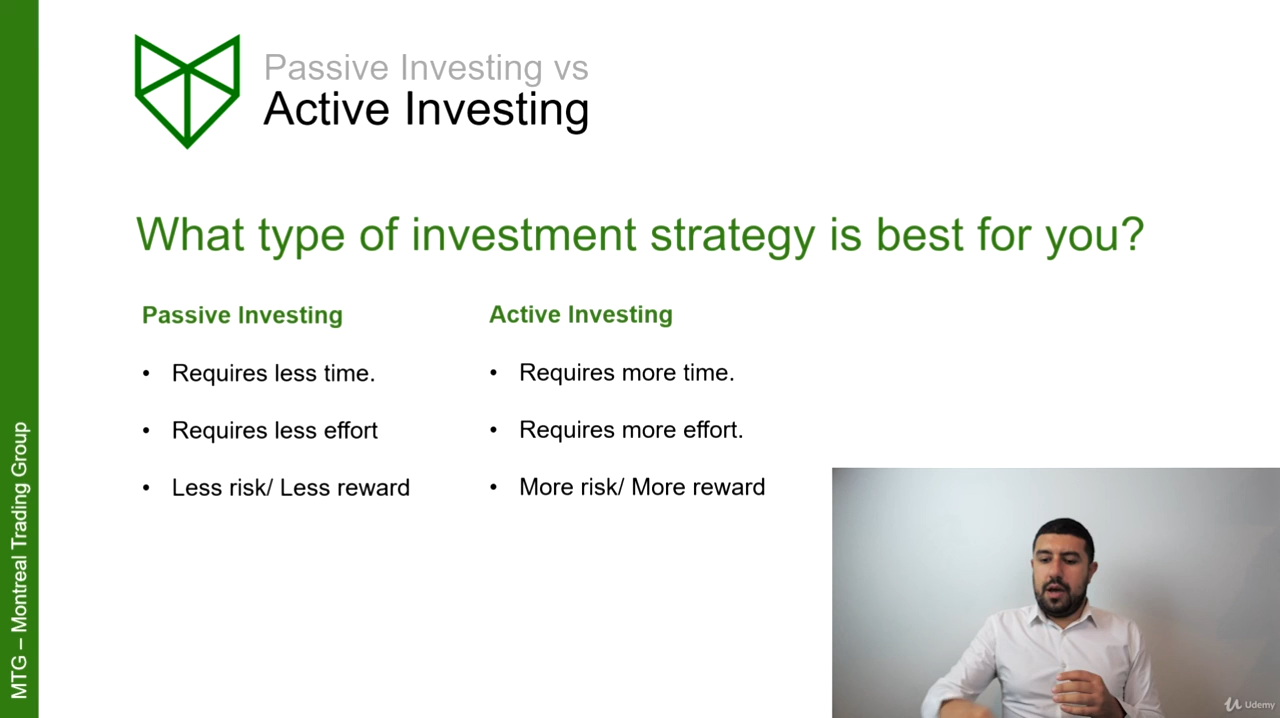 Passive Investing vs
Active Investing
What type of investment strategy is best for you?
Passive Investing
• Requires less time.
• Requires less effort
• Less risk/ Less reward
Active Investing
• Requires more time.
• Requires more effort.
• More risk/ More reward
MTG – Montreal Trading Group
Udemy